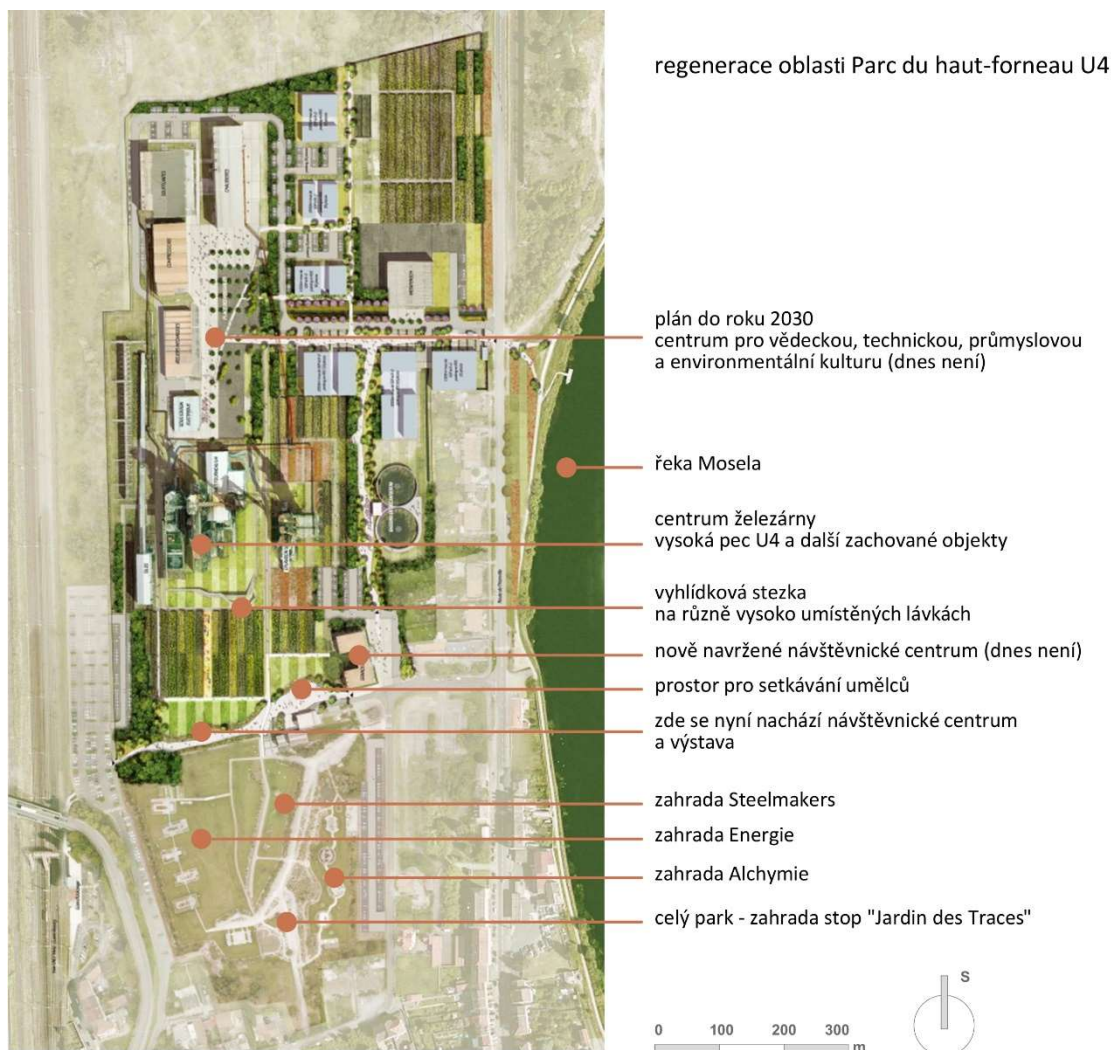 regenerace oblasti Parc du haut-forneau U4
plán do roku 2030
centrum pro vědeckou, technickou, průmyslovou
a environmentální kulturu (dnes není)
řeka Mosela
centrum železárny
vysoká pec U4 a další zachované objekty
vyhlídková stezka
na různě vysoko umístěných lávkách
nově navržené návštěvnické centrum (dnes není)
prostor pro setkávání umělců
zde se nyní nachází návštěvnické centrum
a výstava
zahrada Steelmakers
zahrada Energie
zahrada Alchymie
celý park - zahrada stop "Jardin des Traces"
S
0 100 200 300
m